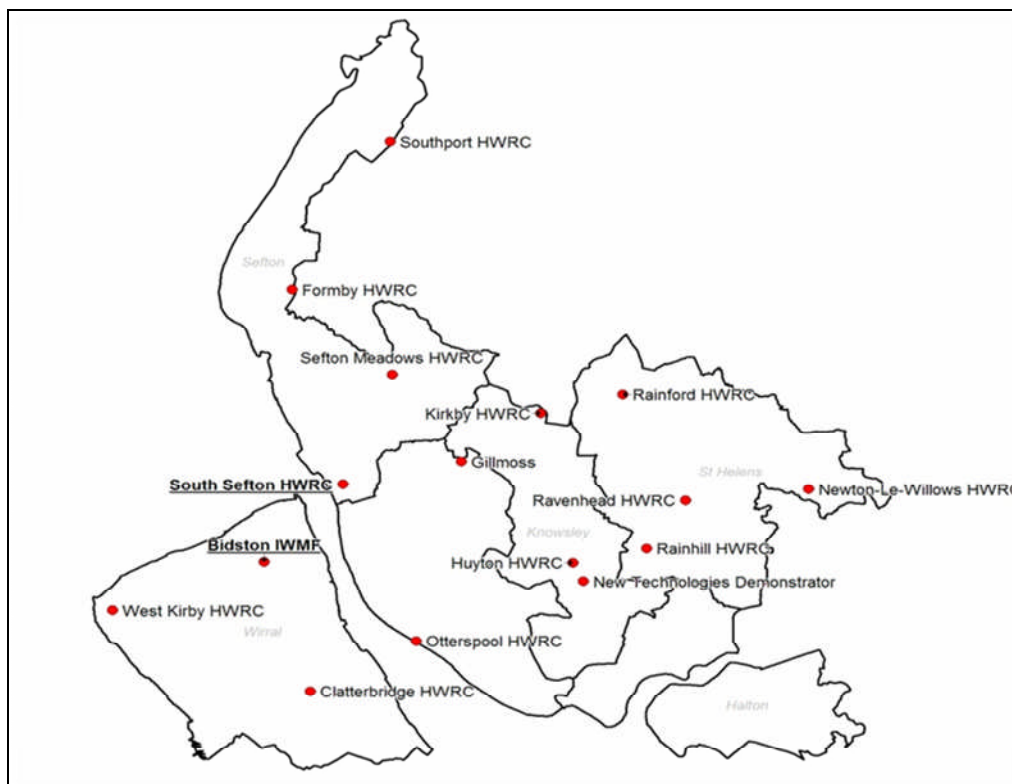 Southport HWRC
Sefton
Formby HWRC
Sefton Meadows HWRC
Rainford HWRC
Kirkby HWRC
Gillmoss
St Helens
South Sefton HWRC
Newton-Le-Willows HWRC
Ravenhead HWRC
Knowsley
Bidston IWMF
Rainhill HWRC
Huyton HWRC
New Technologies Demonstrator
West Kirby HWRC
Wirral
Otterspool HWRC
Clatterbridge HWRC
Halton